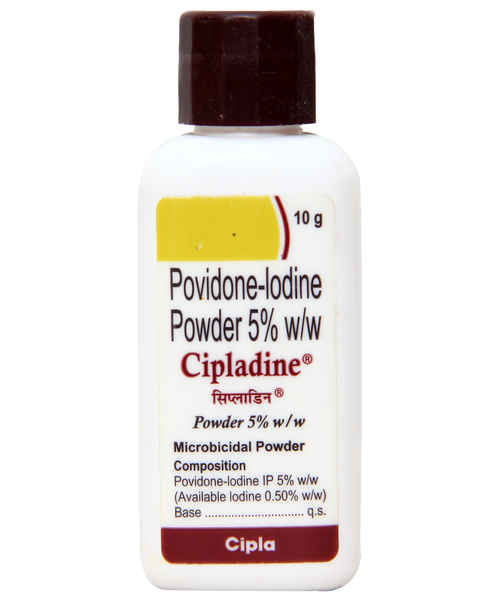 10 g
Povidone-Iodine
Powder 5% w/w
Cipladine®
सिप्लाडिन ®
Powder 5% w/w
Microbicidal Powder
Composition
Povidone-Iodine IP 5% w/w
(Available Iodine 0.50% w/w)
Base .............................. q.s.
Cipla